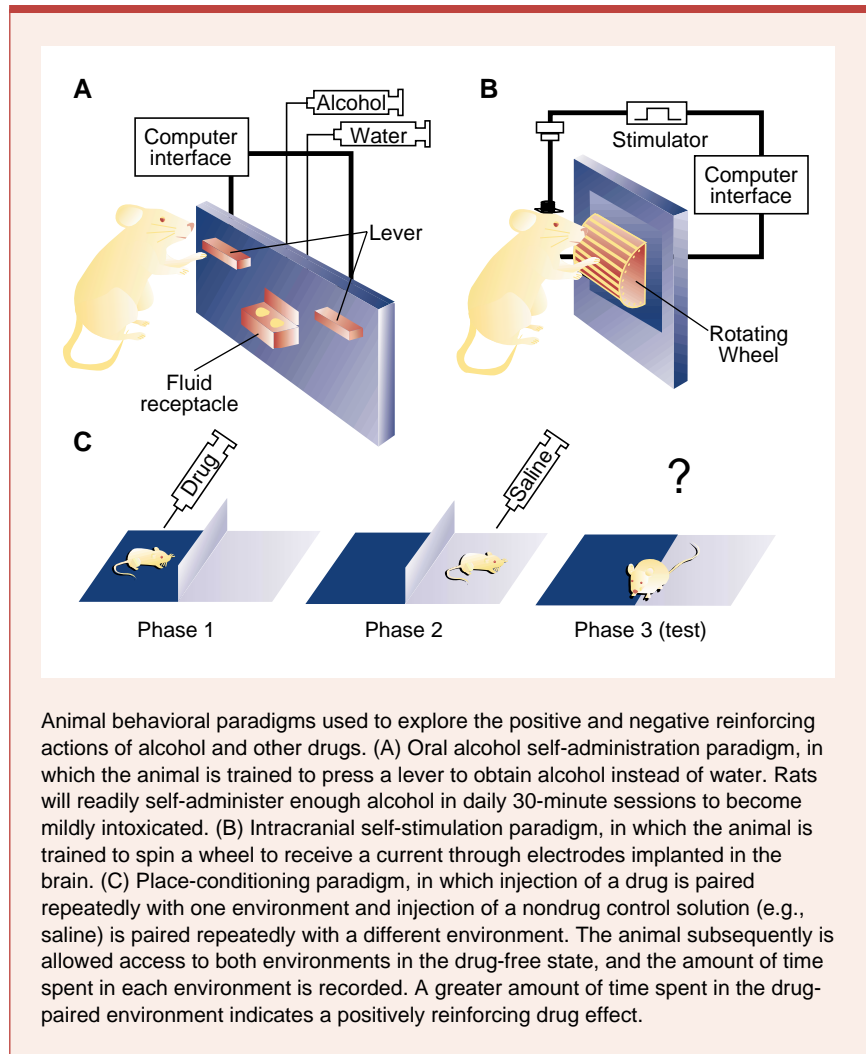 A
Alcohol
Water
Computer
interface
Lever
Fluid
receptacle
B
Stimulator
Computer
interface
Rotating
Wheel
C
Drug
Saline
?
Phase 1
Phase 2
Phase 3 (test)
Animal behavioral paradigms used to explore the positive and negative reinforcing
actions of alcohol and other drugs. (A) Oral alcohol self-administration paradigm, in
which the animal is trained to press a lever to obtain alcohol instead of water. Rats
will readily self-administer enough alcohol in daily 30-minute sessions to become
mildly intoxicated. (B) Intracranial self-stimulation paradigm, in which the animal is
trained to spin a wheel to receive a current through electrodes implanted in the
brain. (C) Place-conditioning paradigm, in which injection of a drug is paired
repeatedly with one environment and injection of a nondrug control solution (e.g.,
saline) is paired repeatedly with a different environment. The animal subsequently is
allowed access to both environments in the drug-free state, and the amount of time
spent in each environment is recorded. A greater amount of time spent in the drug-
paired environment indicates a positively reinforcing drug effect.